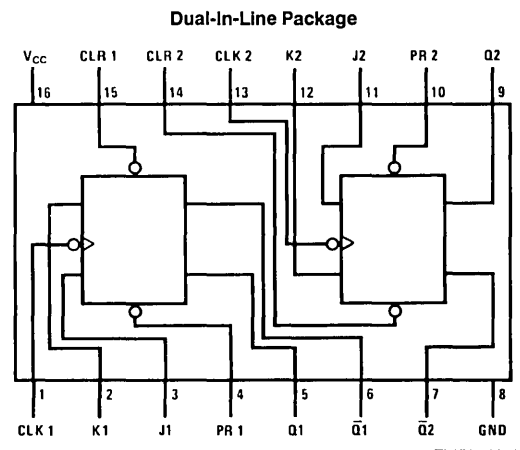 Dual-In-Line Package
VCC CLR 1 CLR 2 CLK 2 K2 J2 PR 2 Q2
16 15 14 13 12 11 10 9
1 2 3 4 5 6 7 8
CLK 1 K1 J1 PR 1 Q1 Q̅1 Q̅2 GND